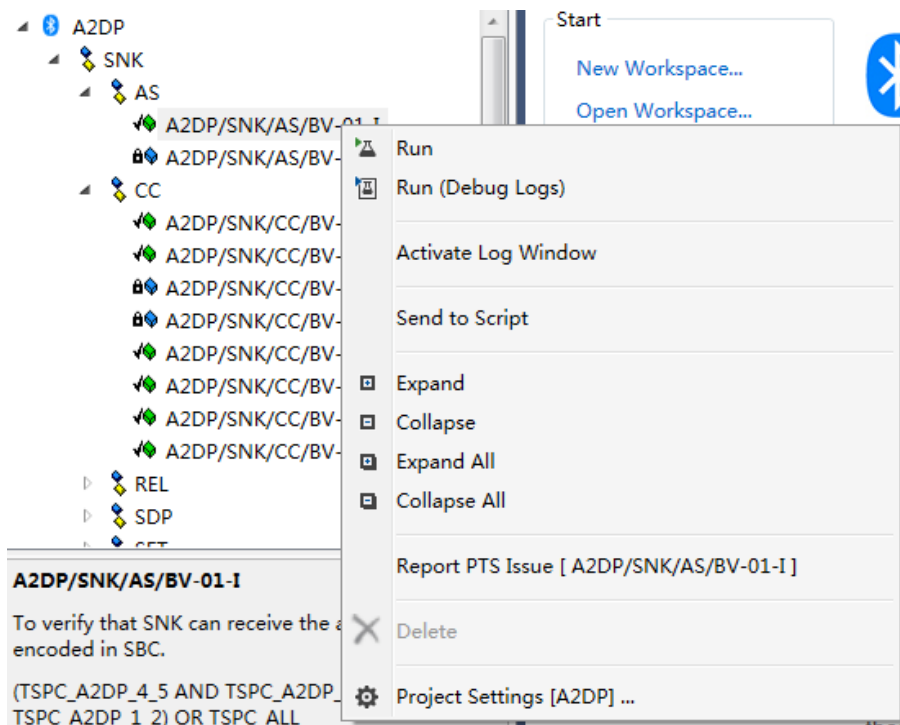 A2DP
SNK
AS
A2DP/SNK/AS/BV-01-I
A2DP/SNK/AS/BV-
CC
A2DP/SNK/CC/BV-
A2DP/SNK/CC/BV-
A2DP/SNK/CC/BV-
A2DP/SNK/CC/BV-
A2DP/SNK/CC/BV-
A2DP/SNK/CC/BV-
A2DP/SNK/CC/BV-
A2DP/SNK/CC/BV-
REL
SDP
A2DP/SNK/AS/BV-01-I
To verify that SNK can receive the
encoded in SBC.
(TSPC_A2DP_4_5 AND TSPC_A2DP_
TSPC_A2DP_1_2) OR TSPC_ALL
Start
New Workspace...
Open Workspace...
Run
Run (Debug Logs)
Activate Log Window
Send to Script
Expand
Collapse
Expand All
Collapse All
Report PTS Issue [ A2DP/SNK/AS/BV-01-I ]
Delete
Project Settings [A2DP] ...